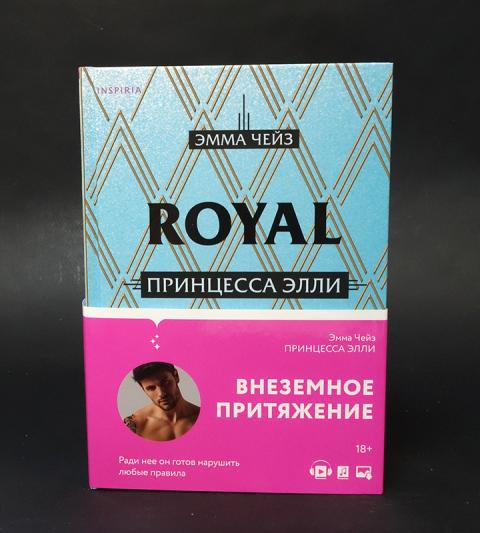 INSPIRIA
ЭММА ЧЕЙЗ
ROYAL
ПРИНЦЕССА ЭЛЛИ
Эмма Чейз
ПРИНЦЕССА ЭЛЛИ
ВНЕЗЕМНОЕ
ПРИТЯЖЕНИЕ
18+
Ради нее он готов нарушить
любые правила